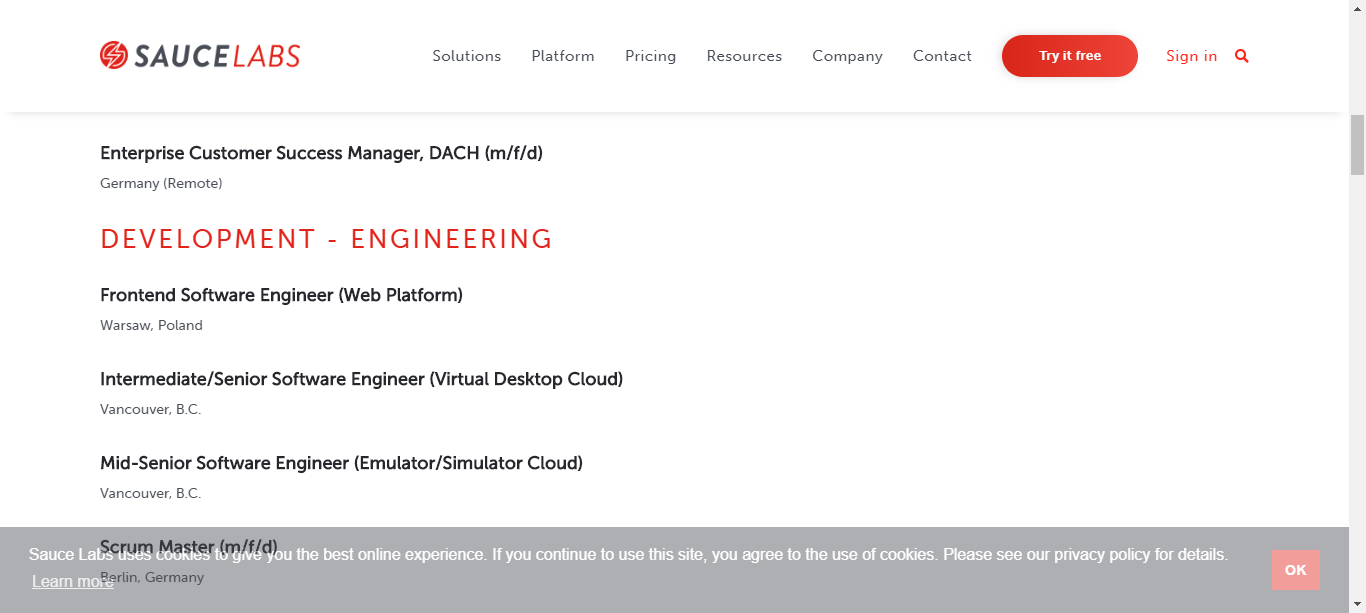 SAUCELABS
Solutions Platform Pricing Resources Company Contact Try it free Sign in
Enterprise Customer Success Manager, DACH (m/f/d)
Germany (Remote)
DEVELOPMENT - ENGINEERING
Frontend Software Engineer (Web Platform)
Warsaw, Poland
Intermediate/Senior Software Engineer (Virtual Desktop Cloud)
Vancouver, B.C.
Mid-Senior Software Engineer (Emulator/Simulator Cloud)
Vancouver, B.C.
Scrum Master (m/f/d)
Sauce Labs uses cookies to give you the best online experience. If you continue to use this site, you agree to the use of cookies. Please see our privacy policy for details.
Berlin, Germany
Learn more
OK